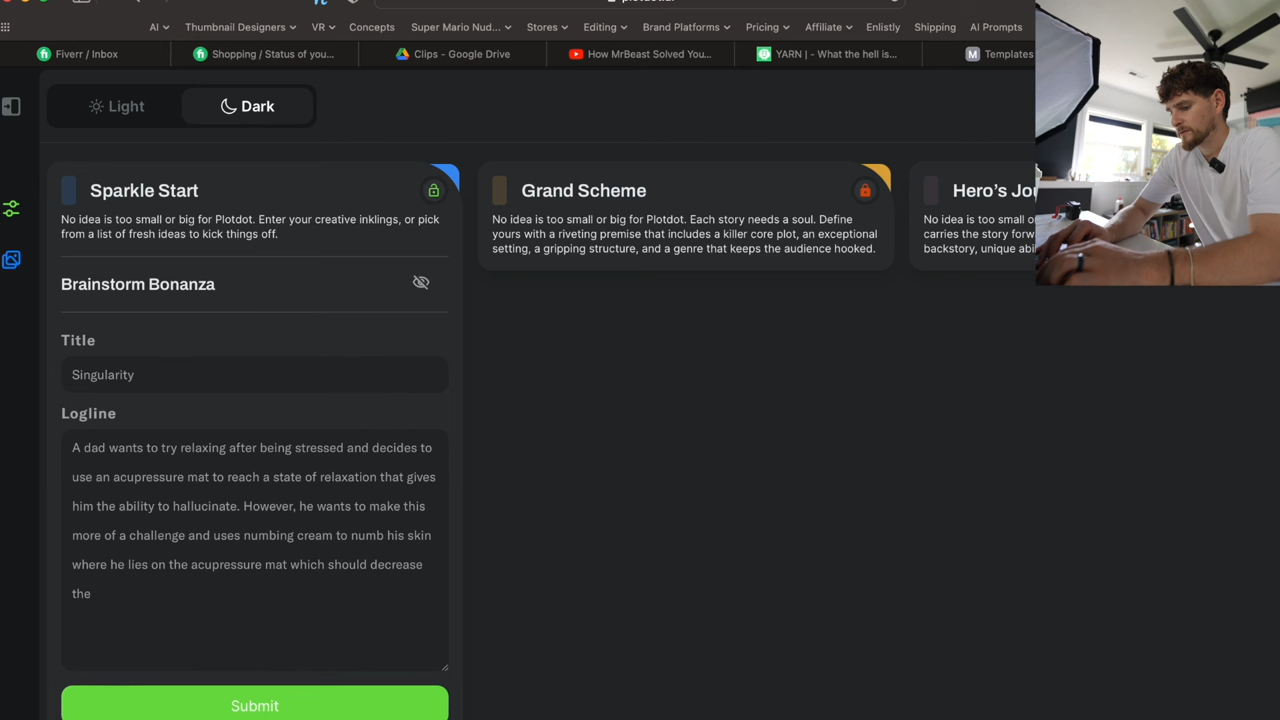 AI
Thumbnail Designers
VR
Concepts
Super Mario Nud...
Stores
Editing
Brand Platforms
Pricing
Affiliate
Enlistly
Shipping
AI Prompts
Fiverr / Inbox
Shopping / Status of you...
Clips - Google Drive
How MrBeast Solved You...
YARN | - What the hell is...
M
Templates
Light
Dark
Sparkle Start
No idea is too small or big for Plotdot. Enter your creative inklings, or pick
from a list of fresh ideas to kick things off.
Brainstorm Bonanza
Title
Singularity
Logline
A dad wants to try relaxing after being stressed and decides to
use an acupressure mat to reach a state of relaxation that gives
him the ability to hallucinate. However, he wants to make this
more of a challenge and uses numbing cream to numb his skin
where he lies on the acupressure mat which should decrease
the
Submit
Grand Scheme
No idea is too small or big for Plotdot. Each story needs a soul. Define
yours with a riveting premise that includes a killer core plot, an exceptional
setting, a gripping structure, and a genre that keeps the audience hooked.
Hero's Jou
No idea is too small o
carries the story forw
backstory, unique abi